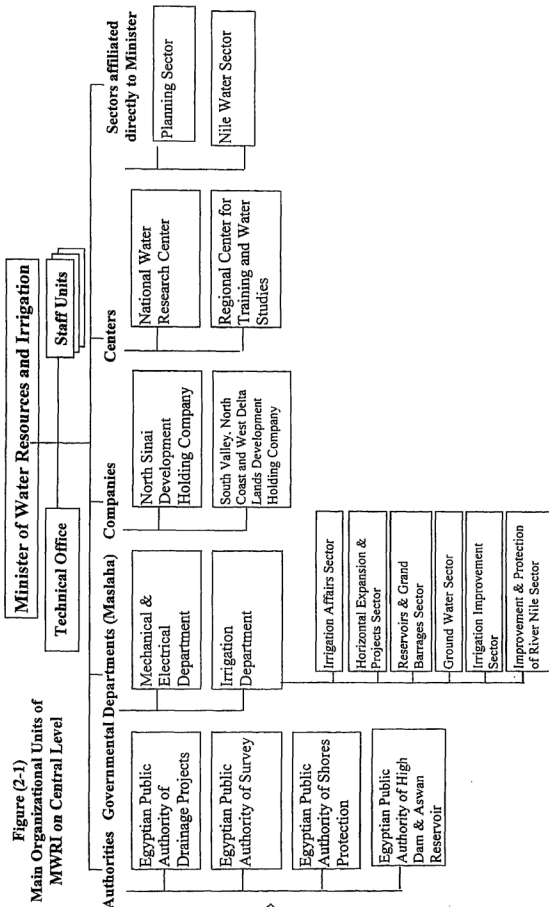 Figure (2-1)
Main Organizational Units of
MWRI on Central Level
Minister of Water Resources and Irrigation
Technical Office
Staff Units
Authorities
Egyptian Public
Authority of
Drainage Projects
Egyptian Public
Authority of Survey
Egyptian Public
Authority of Shores
Protection
Egyptian Public
Authority of High
Dam & Aswan
Reservoir
Governmental Departments (Maslaha)
Mechanical &
Electrical
Department
Irrigation
Department
Irrigation Affairs Sector
Horizontal Expansion &
Projects Sector
Reservoirs & Grand
Barrages Sector
Ground Water Sector
Irrigation Improvement
Sector
Improvement & Protection
of River Nile Sector
Companies
North Sinai
Development
Holding Company
South Valley. North
Coast and West Delta
Lands Development
Holding Company
Centers
National Water
Research Center
Regional Center for
Training and Water
Studies
Sectors affiliated
directly to Minister
Planning Sector
Nile Water Sector